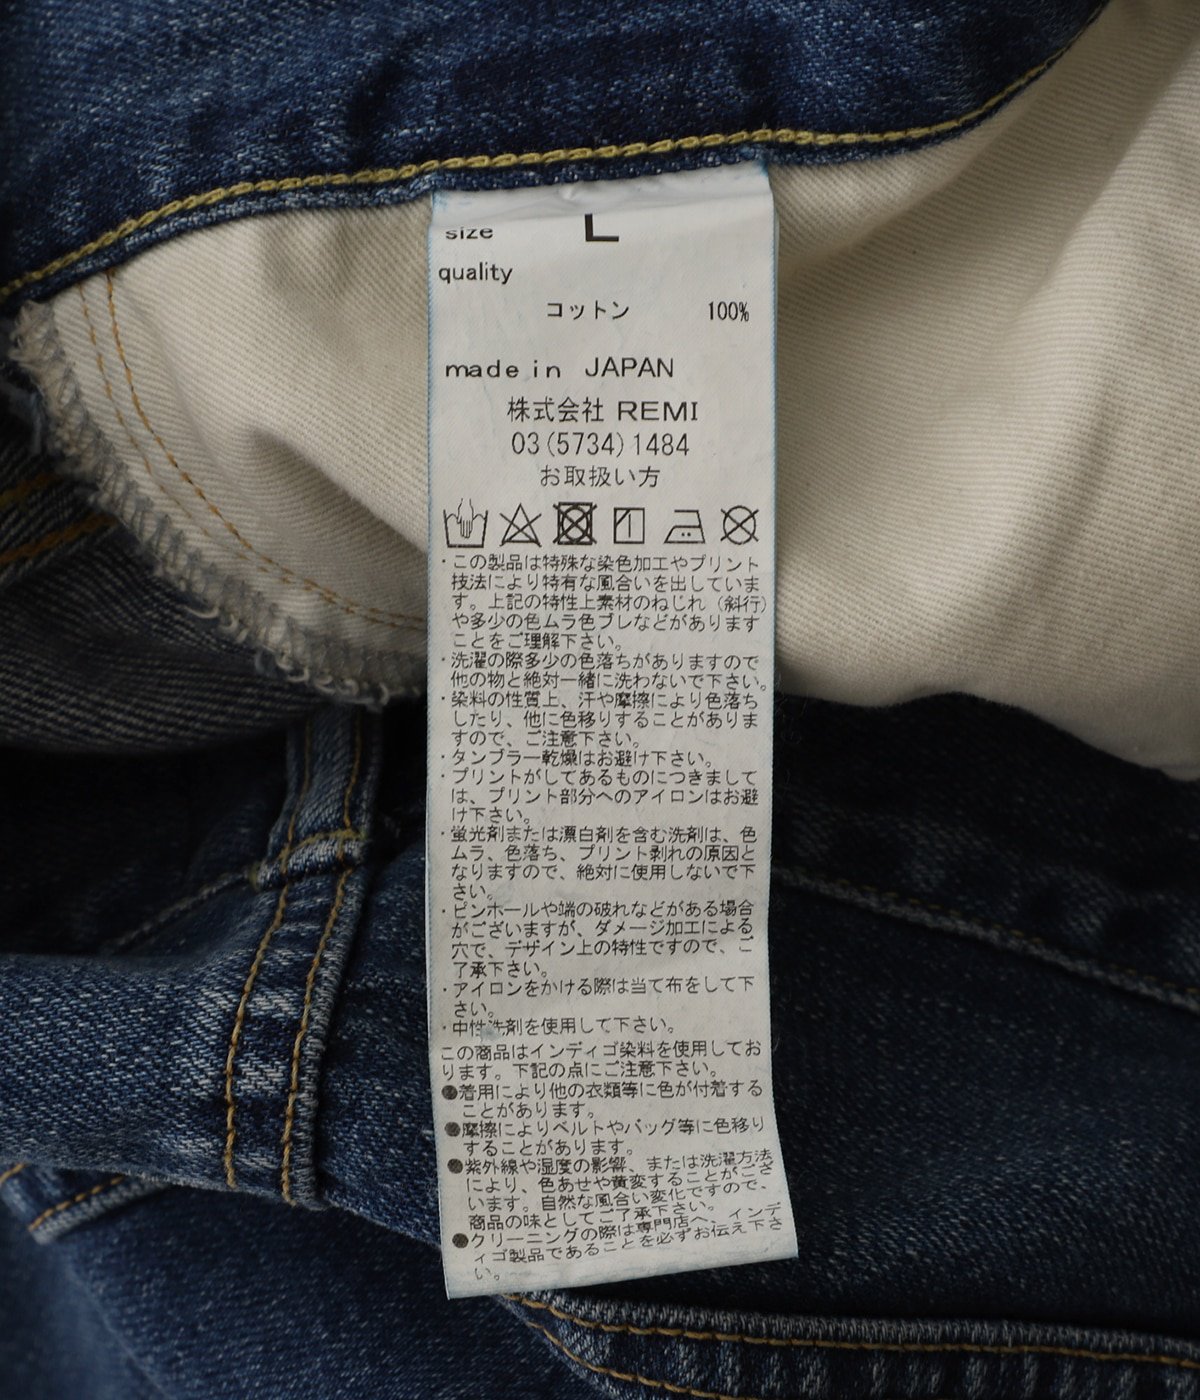 size L
quality
コットン 100%
made in JAPAN
株式会社 REMI
03(5734)1484
お取扱い方
・この製品は特殊な染色加工やプリント
技法により特有な風合いを出していま
す。上記の特性上素材のねじれ（斜行）
や多少の色ムラ色ブレなどがあります
ことをご理解下さい。
・洗濯の際多少の色落ちがありますので
他の物と絶対一緒に洗わないで下さい。
・染料の性質上、汗や摩擦により色落ち
したり、他に色移りすることがありま
すので、ご注意下さい。
・タンブラー乾燥はお避け下さい。
・プリントがしてあるものにつきまして
は、プリント部分へのアイロンはお避
け下さい。
・蛍光剤または漂白剤を含む洗剤は、色
ムラ、色落ち、プリント剥れの原因と
なりますので、絶対に使用しないで下
さい。
・ピンホールや端の破れなどがある場合
がございますが、ダメージ加工による
穴で、デザイン上の特性ですので、ご
了承下さい。
・アイロンをかける際は当て布をして下
さい。
・中性洗剤を使用して下さい。
この商品はインディゴ染料を使用してお
ります。下記の点にご注意下さい。
●着用により他の衣類等に色が付着する
ことがあります。
●摩擦によりベルトやバッグ等に色移り
することがあります。
●紫外線や湿度の影響、または洗濯方法
により、色あせや黄変することがござ
います。自然な風合い変化ですので、
商品の味としてご了承下さい。
●クリーニングの際は専門店へ、インデ
ィゴ製品であることを必ずお伝え下さ
い。